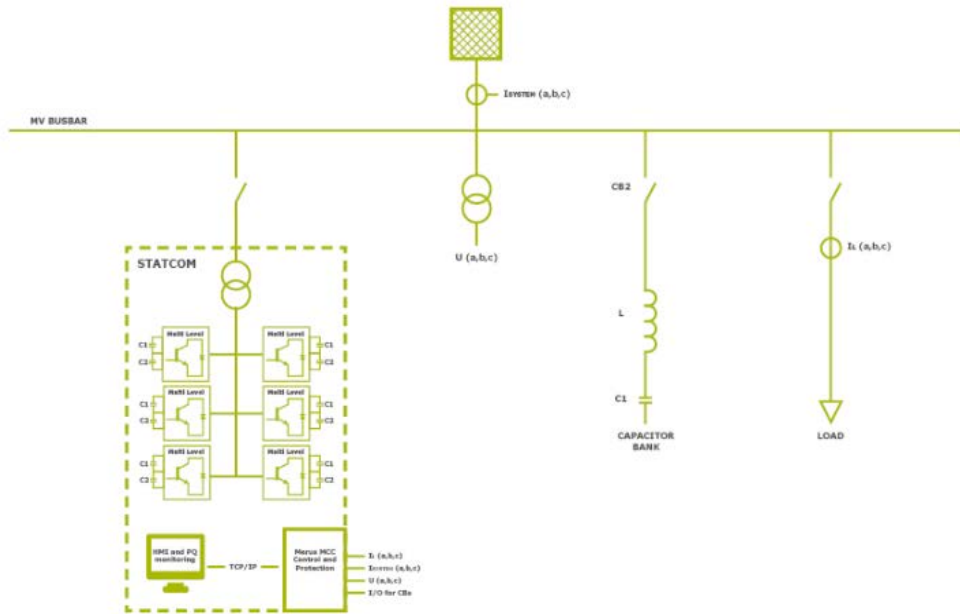 ISYSTEM (a,b,c)
MV BUSBAR
CB2
IL (a,b,c)
U (a,b,c)
STATCOM
L
Multi Level
Multi Level
C1
C2
C1
C2
Multi Level
Multi Level
C1
C2
C1
C2
Multi Level
Multi Level
C1
C2
C1
C2
C1
CAPACITOR
BANK
LOAD
HMI and PQ
monitoring
TCP/IP
Merus MCC
Control and
Protection
IL (a,b,c)
ISYSTEM (a,b,c)
U (a,b,c)
I/O for CBs